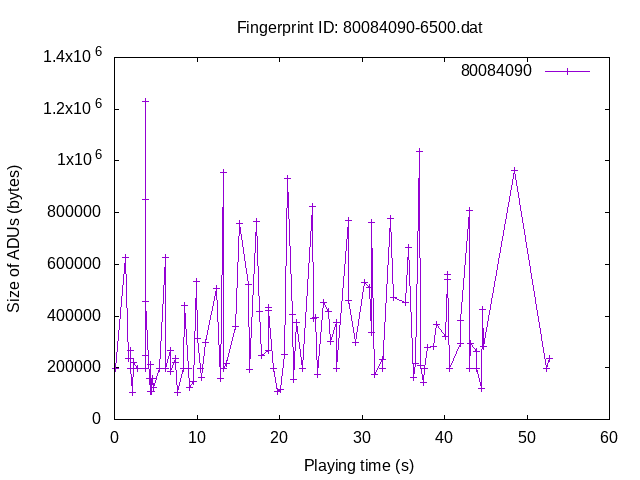 Fingerprint ID: 80084090-6500.dat
1.4x10^6
80084090
1.2x10^6
1x10^6
800000
600000
400000
200000
0
Size of ADUs (bytes)
0 10 20 30 40 50 60
Playing time (s)